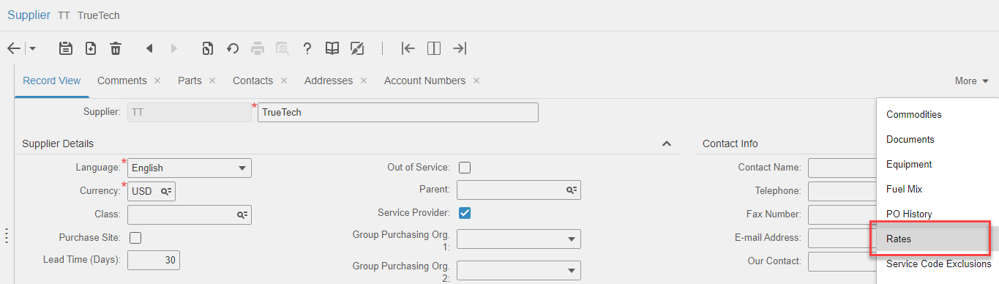 Supplier TT TrueTech
Record View Comments × Parts × Contacts × Addresses × Account Numbers × More
Supplier: TT * TrueTech
Supplier Details
Language: * English
Currency: * USD
Class:
Purchase Site:
Lead Time (Days): 30
Out of Service:
Parent:
Service Provider:
Group Purchasing Org.
1:
Group Purchasing Org.
2:
Contact Info
Contact Name:
Telephone:
Fax Number:
E-mail Address:
Our Contact:
Commodities
Documents
Equipment
Fuel Mix
PO History
Rates
Service Code Exclusions